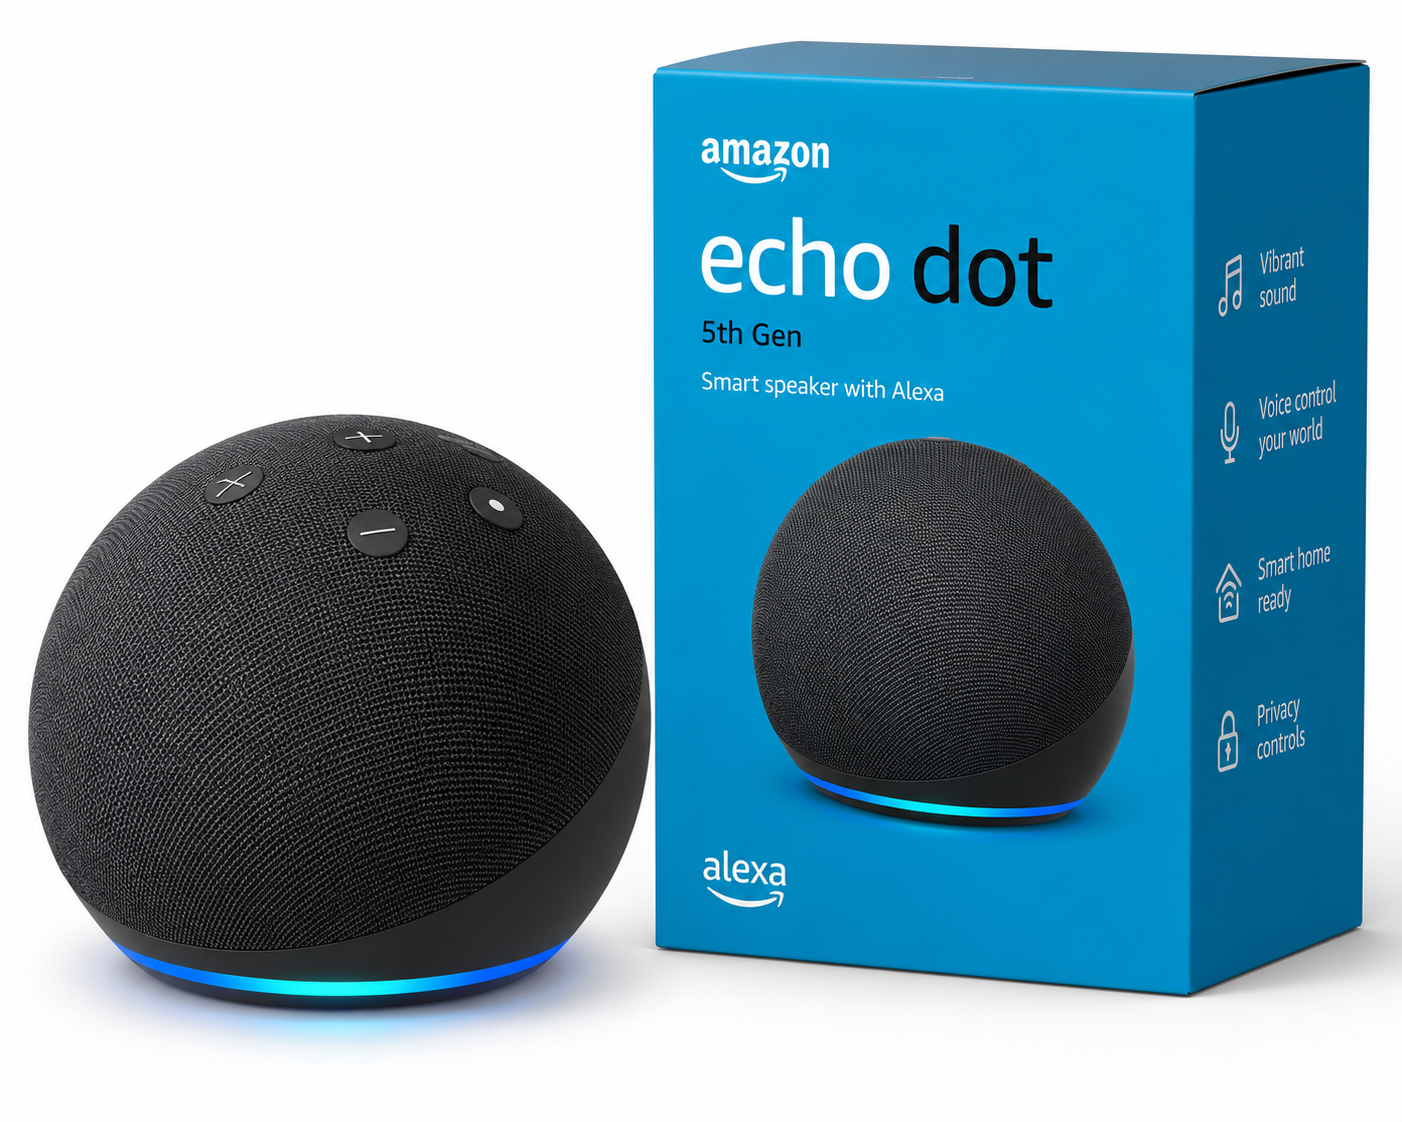 amazon
echo dot
5th Gen
Smart speaker with Alexa
alexa
Vibrant
sound
Voice control
your world
Smart home
ready
Privacy
controls